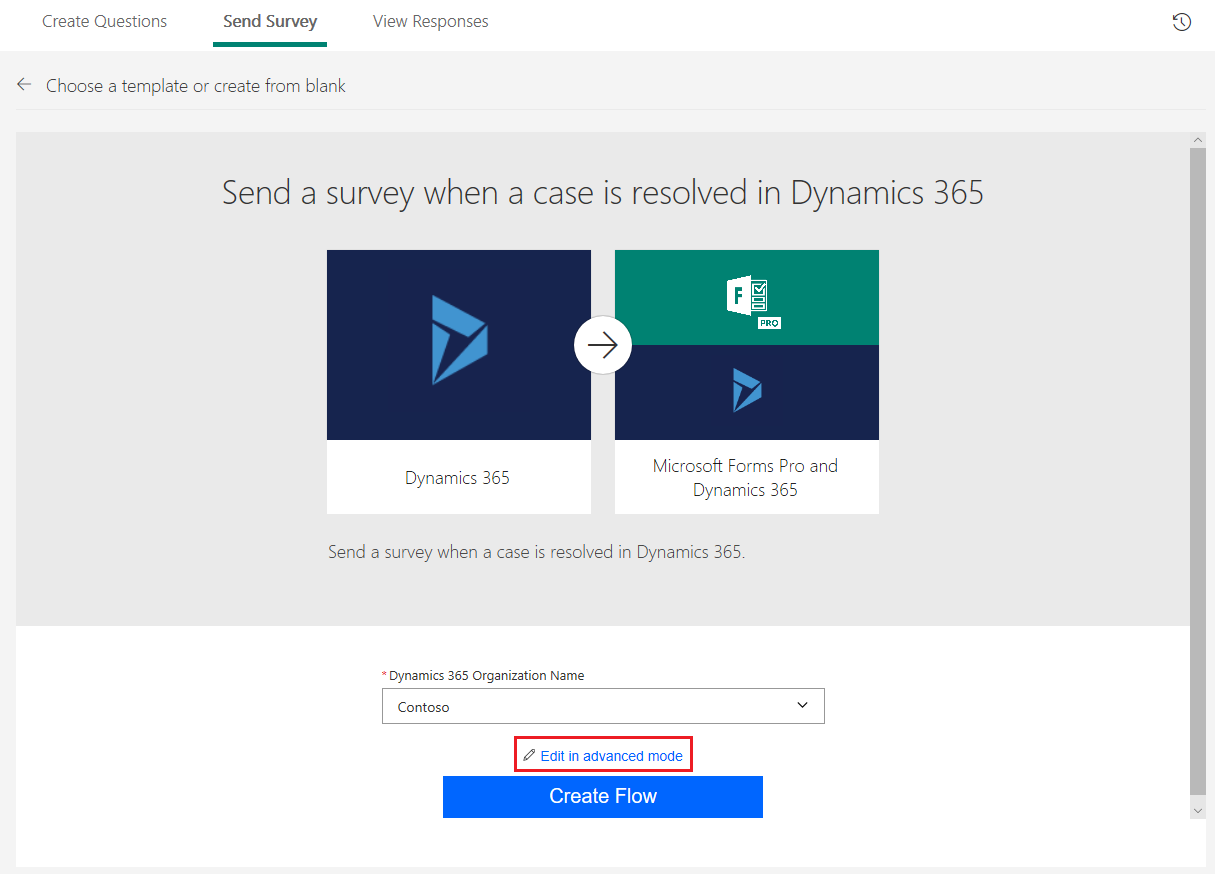 Create Questions
Send Survey
View Responses
Choose a template or create from blank
Send a survey when a case is resolved in Dynamics 365
F
PRO
Dynamics 365
Microsoft Forms Pro and
Dynamics 365
Send a survey when a case is resolved in Dynamics 365.
* Dynamics 365 Organization Name
Contoso
Edit in advanced mode
Create Flow